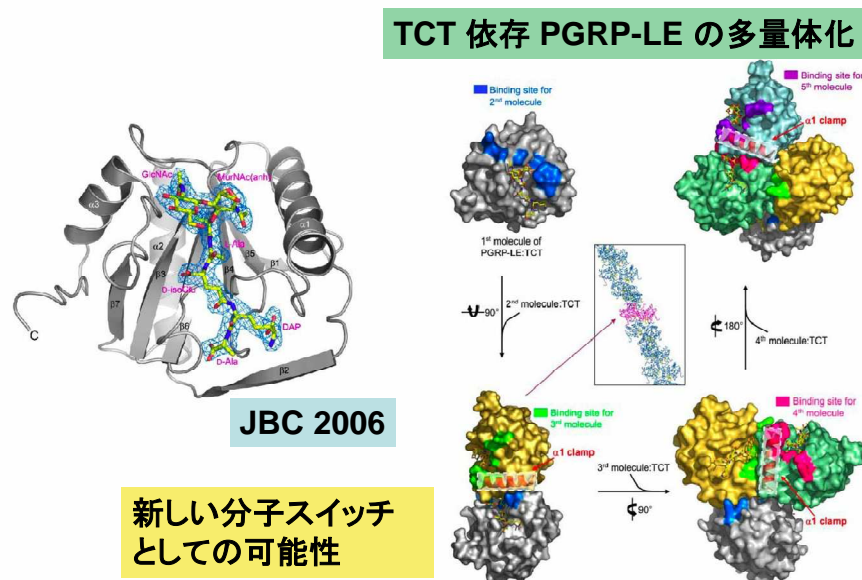 TCT 依存 PGRP-LE の多量体化
GlcNAc
MurNAc(anh)
α3
α1
α2
L-Ala
β5
β1
β3
β4
D-isoGlu
β7
β6
DAP
D-Ala
β2
C
JBC 2006
新しい分子スイッチ
としての可能性
Binding site for
2nd molecule
1st molecule of
PGRP-LE:TCT
90°
2nd molecule:TCT
Binding site for
3rd molecule
α1 clamp
3rd molecule:TCT
90°
Binding site for
4th molecule
α1 clamp
180°
4th molecule:TCT
Binding site for
5th molecule
α1 clamp